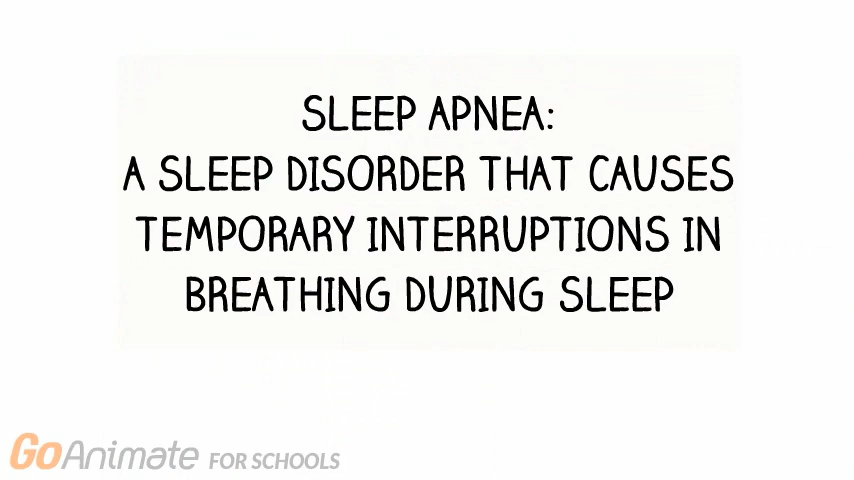 SLEEP APNEA:
A SLEEP DISORDER THAT CAUSES
TEMPORARY INTERRUPTIONS IN
BREATHING DURING SLEEP
GoAnimate FOR SCHOOLS